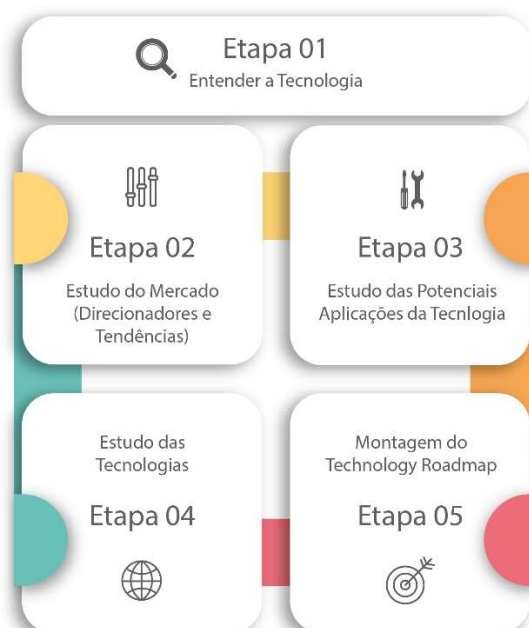 Etapa 01
Entender a Tecnologia
Etapa 02
Estudo do Mercado
(Direcionadores e
Tendências)
Etapa 03
Estudo das Potenciais
Aplicações da Tecnlogia
Estudo das
Tecnologias
Etapa 04
Montagem do
Technology Roadmap
Etapa 05